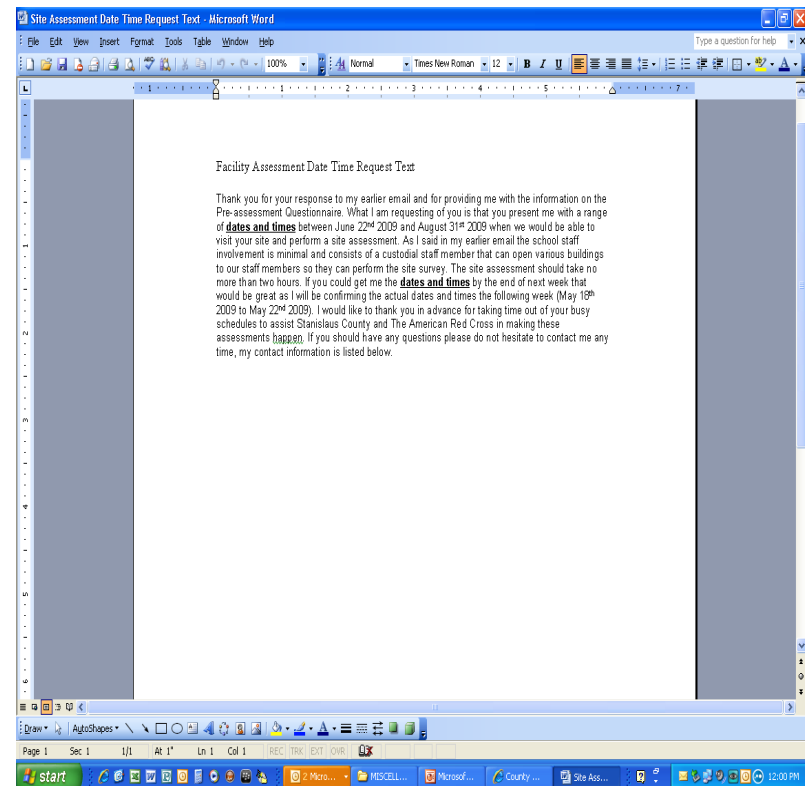 Site Assessment Date Time Request Text - Microsoft Word
File Edit View Insert Format Tools Table Window Help
Type a question for help
100% Normal Times New Roman 12 B I U
1 1 2 3 4 5 7
Facility Assessment Date Time Request Text
Thank you for your response to my earlier email and for providing me with the information on the
Pre-assessment Questionnaire. What I am requesting of you is that you present me with a range
of dates and times between June 22nd 2009 and August 31st 2009 when we would be able to
visit your site and perform a site assessment. As I said in my earlier email the school staff
involvement is minimal and consists of a custodial staff member that can open various buildings
to our staff members so they can perform the site survey. The site assessment should take no
more than two hours. If you could get me the dates and times by the end of next week that
would be great as I will be confirming the actual dates and times the following week (May 18th
2009 to May 22nd 2009). I would like to thank you in advance for taking time out of your busy
schedules to assist Stanislaus County and The American Red Cross in making these
assessments happen. If you should have any questions please do not hesitate to contact me any
time, my contact information is listed below.
1
2
3
4
5
6
Draw AutoShapes
Page 1 Sec 1 1/1 At 1" Ln 1 Col 1 REC TRK EXT OVR
start 2 Micro... MISCELL... Microsof... County ... Site Ass... 12:00 PM